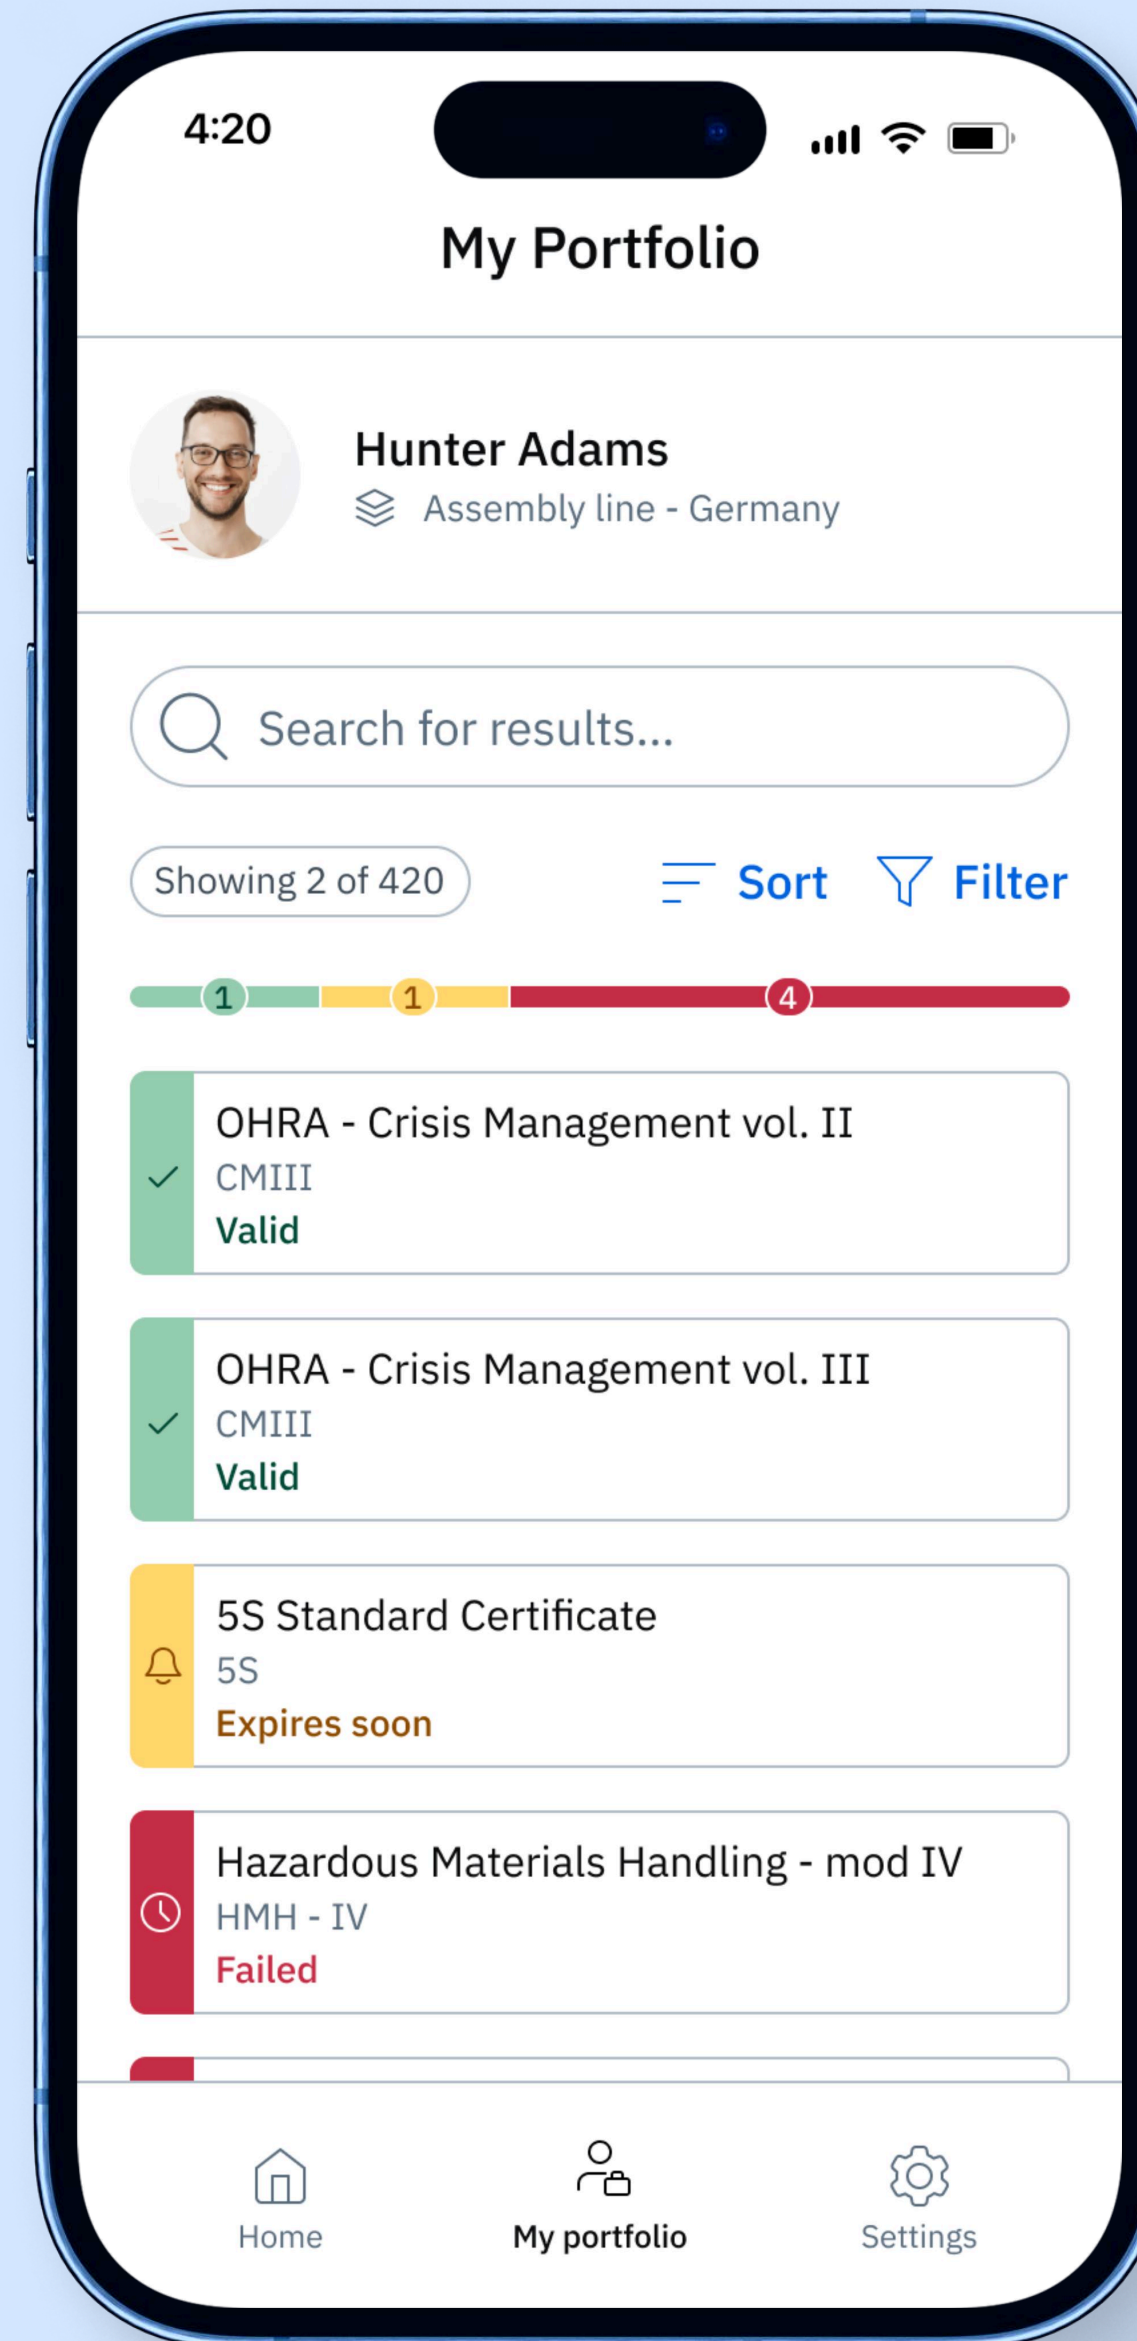 4:20
My Portfolio
Hunter Adams
Assembly line - Germany
Search for results...
Showing 2 of 420
Sort
Filter
1
1
4
OHRA - Crisis Management vol. II
CMIII
Valid
OHRA - Crisis Management vol. III
CMIII
Valid
5S Standard Certificate
5S
Expires soon
Hazardous Materials Handling - mod IV
HMH - IV
Failed
Home
My portfolio
Settings